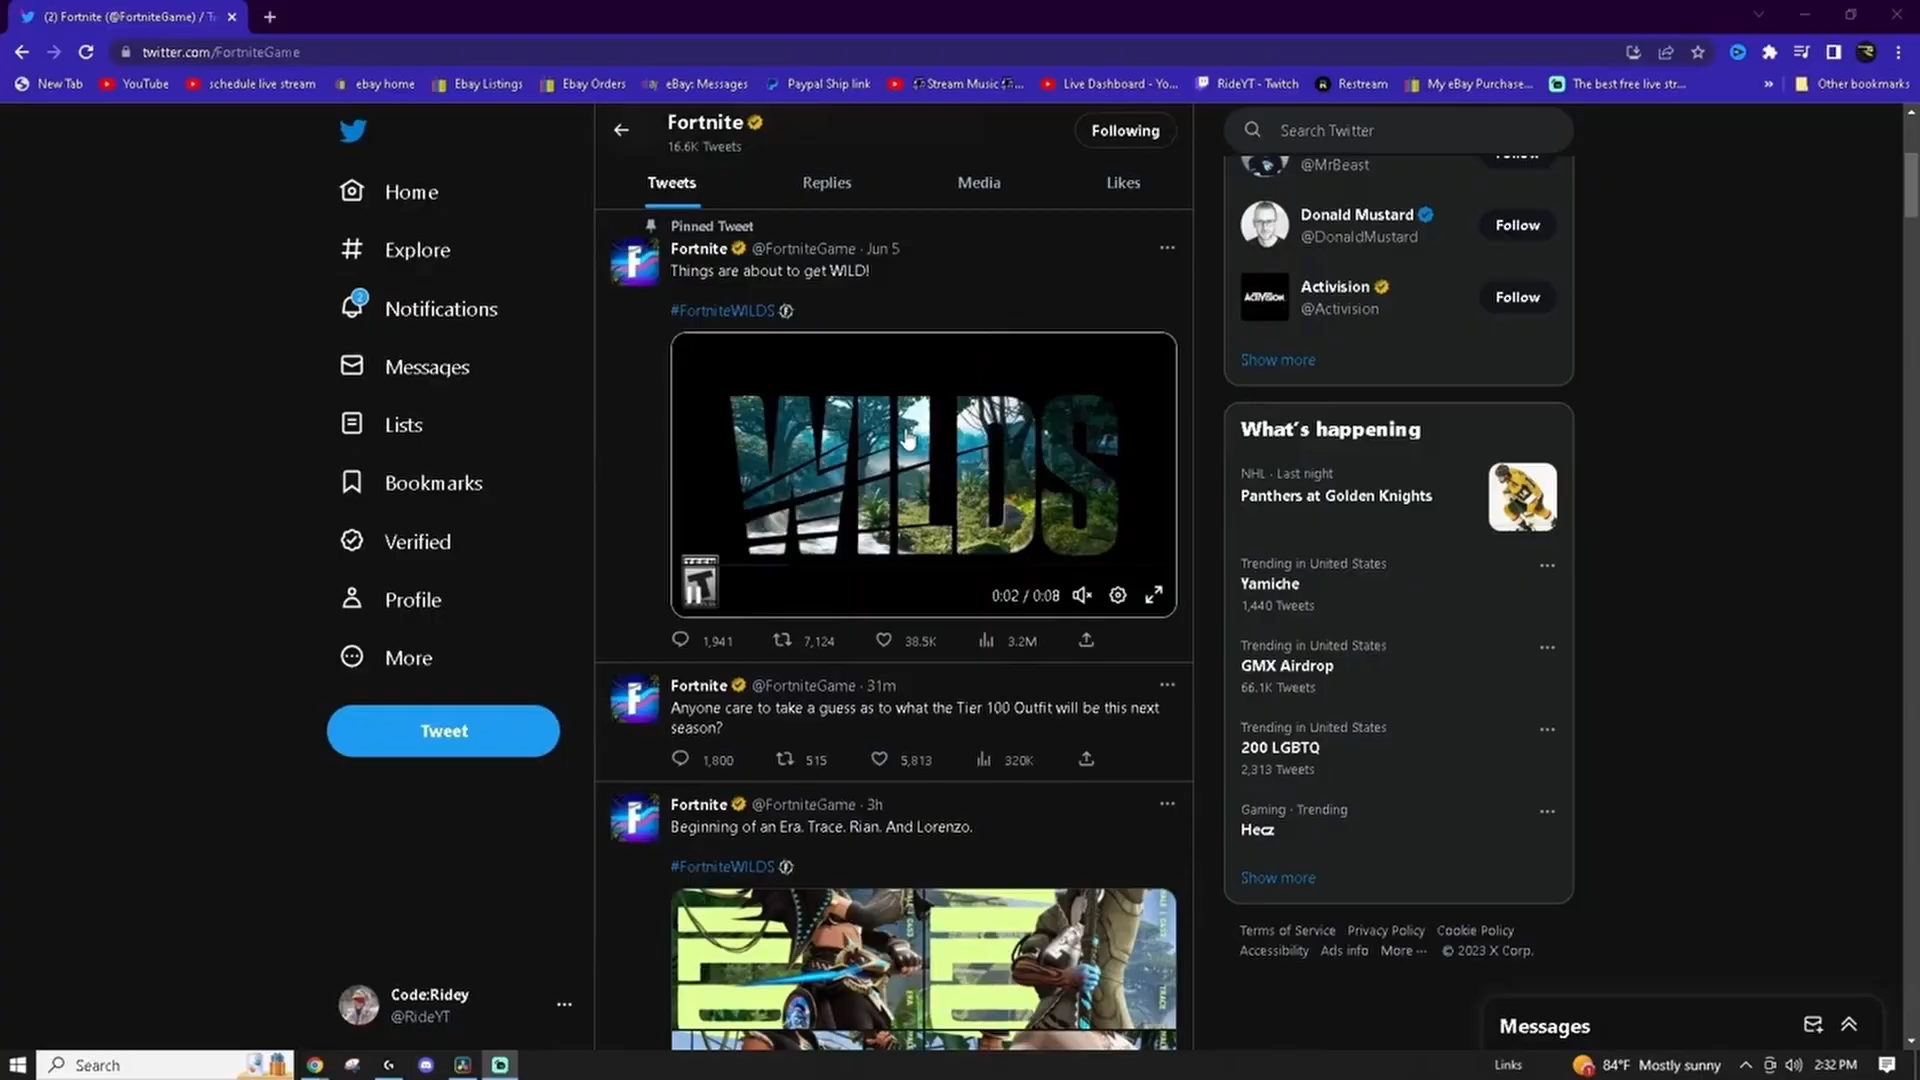 (2) Fortnite (@FortniteGame) / T
twitter.com/FortniteGame
New Tab
YouTube
schedule live stream
ebay home
Ebay Listings
Ebay Orders
eBay: Messages
Paypal Ship link
Stream Music
Live Dashboard - Yo...
RideYT - Twitch
Restream
My eBay Purchase...
The best free live str...
Other bookmarks
Home
Explore
2
Notifications
Messages
Lists
Bookmarks
Verified
Profile
More
Tweet
Code:Ridey
@RideYT
Fortnite
16.6K Tweets
Following
Tweets
Replies
Media
Likes
Pinned Tweet
Fortnite @FortniteGame · Jun 5
Things are about to get WILD!
#FortniteWILDS
WILDS
TEEN
T
0:02 / 0:08
1,941
7,124
38.5K
3.2M
Fortnite @FortniteGame · 31m
Anyone care to take a guess as to what the Tier 100 Outfit will be this next
season?
1,800
515
5,813
320K
Fortnite @FortniteGame · 3h
Beginning of an Era. Trace. Rian. And Lorenzo.
#FortniteWILDS
Search Twitter
@MrBeast
Donald Mustard
@DonaldMustard
Follow
ACTIVISION
Activision
@Activision
Follow
Show more
What's happening
NHL · Last night
Panthers at Golden Knights
Trending in United States
Yamiche
1,440 Tweets
Trending in United States
GMX Airdrop
66.1K Tweets
Trending in United States
200 LGBTQ
2,313 Tweets
Gaming · Trending
Hecz
Show more
Terms of Service Privacy Policy Cookie Policy
Accessibility Ads info More ··· © 2023 X Corp.
Messages
Search
Links
84°F Mostly sunny
2:32 PM